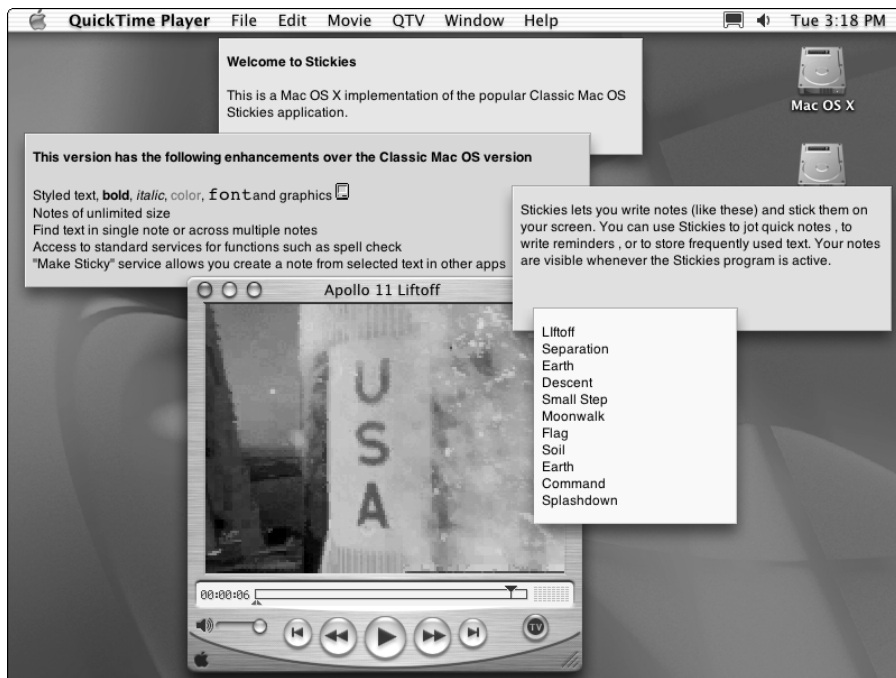 QuickTime Player File Edit Movie QTV Window Help Tue 3:18 PM
Welcome to Stickies
This is a Mac OS X implementation of the popular Classic Mac OS
Stickies application.
Mac OS X
This version has the following enhancements over the Classic Mac OS version
Styled text, bold, italic, color, font and graphics
Notes of unlimited size
Find text in single note or across multiple notes
Access to standard services for functions such as spell check
"Make Sticky" service allows you create a note from selected text in other apps
Stickies lets you write notes (like these) and stick them on
your screen. You can use Stickies to jot quick notes , to
write reminders , or to store frequently used text. Your notes
are visible whenever the Stickies program is active.
Apollo 11 Liftoff
LIftoff
Separation
Earth
Descent
Small Step
Moonwalk
Flag
Soil
Earth
Command
Splashdown
U
S
A
00:00:06
TV